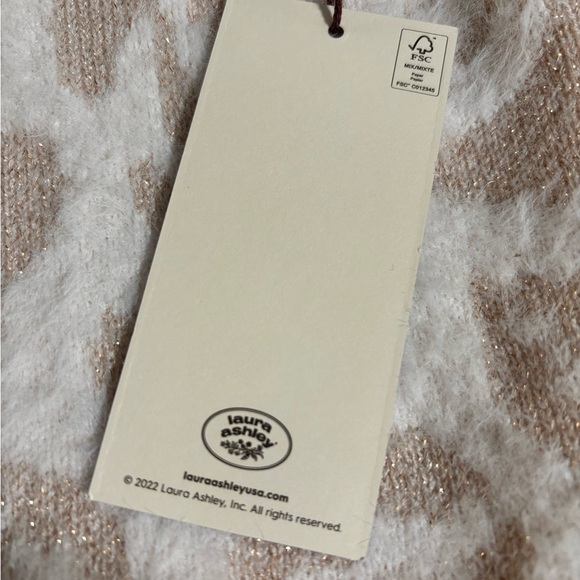 FSC
MIX/MIXTE
Paper
Papier
FSC® C012345
laura
ashley®
lauraashleyusa.com
© 2022 Laura Ashley, Inc. All rights reserved.